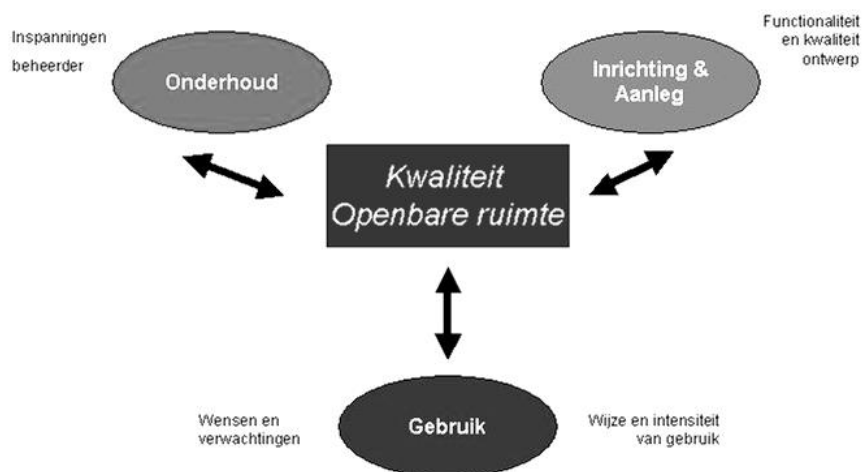 Inspanningen
beheerder
Onderhoud
Inrichting &
Aanleg
Functionaliteit
en kwaliteit
ontwerp
Kwaliteit
Openbare ruimte
Wensen en
verwachtingen
Gebruik
Wijze en intensiteit
van gebruik